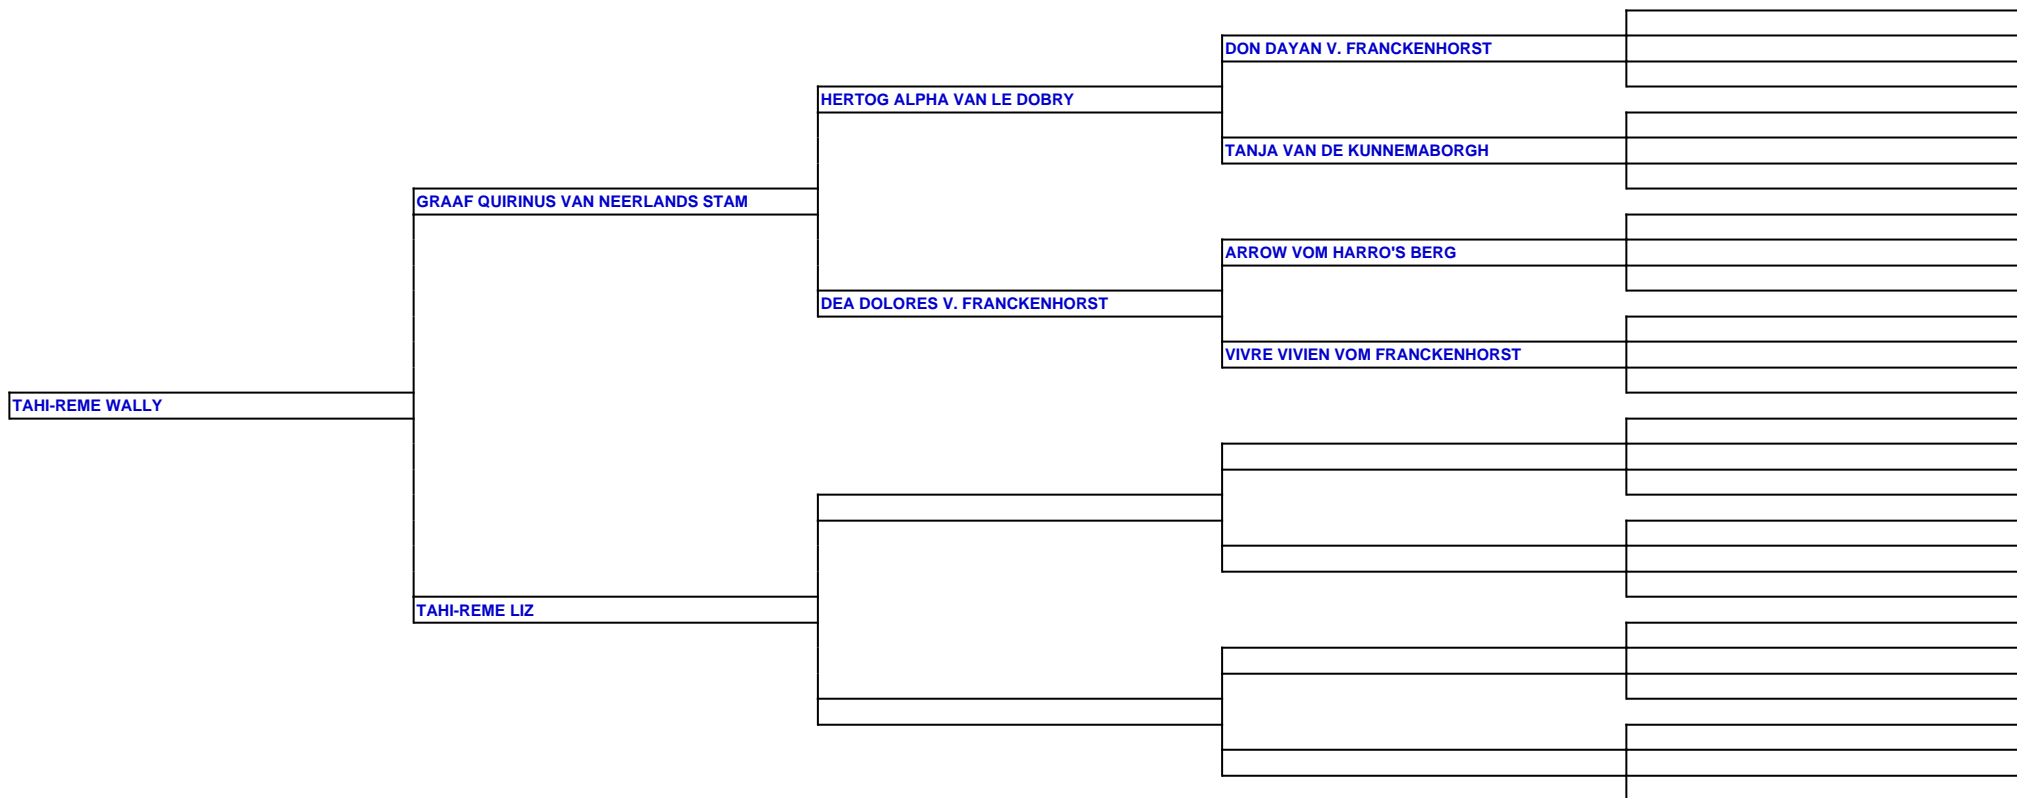 DON DAYAN V. FRANCKENHORST
HERTOG ALPHA VAN LE DOBRY
TANJA VAN DE KUNNEMABORGH
GRAAF QUIRINUS VAN NEERLANDS STAM
ARROW VOM HARRO'S BERG
DEA DOLORES V. FRANCKENHORST
VIVRE VIVIEN VOM FRANCKENHORST
TAHI-REME WALLY
TAHI-REME LIZ